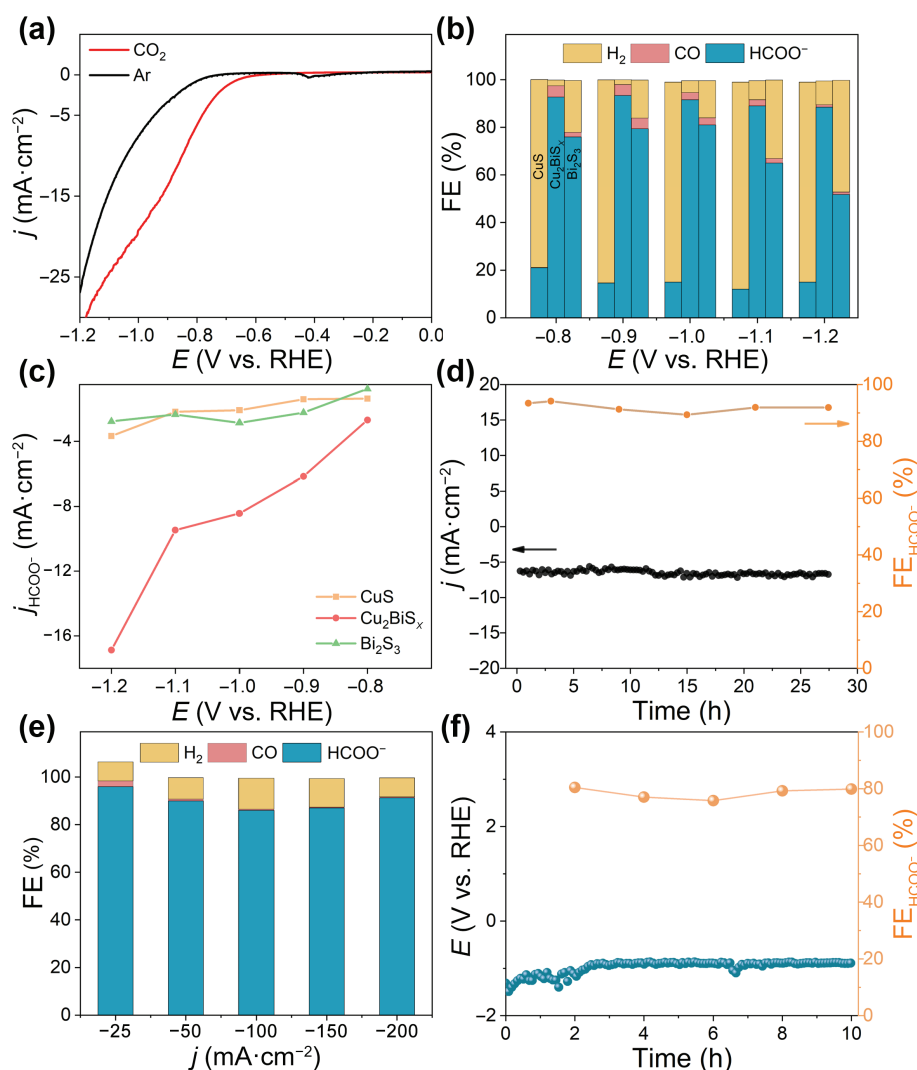 (a)
CO₂
Ar
0
−5
−15
−25
j (mA·cm⁻²)
−1.2 −1.0 −0.8 −0.6 −0.4 −0.2 0.0
E (V vs. RHE)
(b)
H₂ CO HCOO⁻
100
80
60
40
20
0
FE (%)
CuS
Cu₂BiSₓ
Bi₂S₃
−0.8 −0.9 −1.0 −1.1 −1.2
E (V vs. RHE)
(c)
−4
−8
−12
−16
j_HCOO⁻ (mA·cm⁻²)
CuS
Cu₂BiSₓ
Bi₂S₃
−1.2 −1.1 −1.0 −0.9 −0.8
E (V vs. RHE)
(d)
20
15
10
5
0
−5
−10
−15
−20
j (mA·cm⁻²)
100
80
60
40
20
0
FE_HCOO⁻ (%)
0 5 10 15 20 25 30
Time (h)
(e)
H₂ CO HCOO⁻
100
80
60
40
20
0
FE (%)
−25 −50 −100 −150 −200
j (mA·cm⁻²)
(f)
4
2
0
−2
E (V vs. RHE)
100
80
60
40
20
0
FE_HCOO⁻ (%)
0 2 4 6 8 10
Time (h)